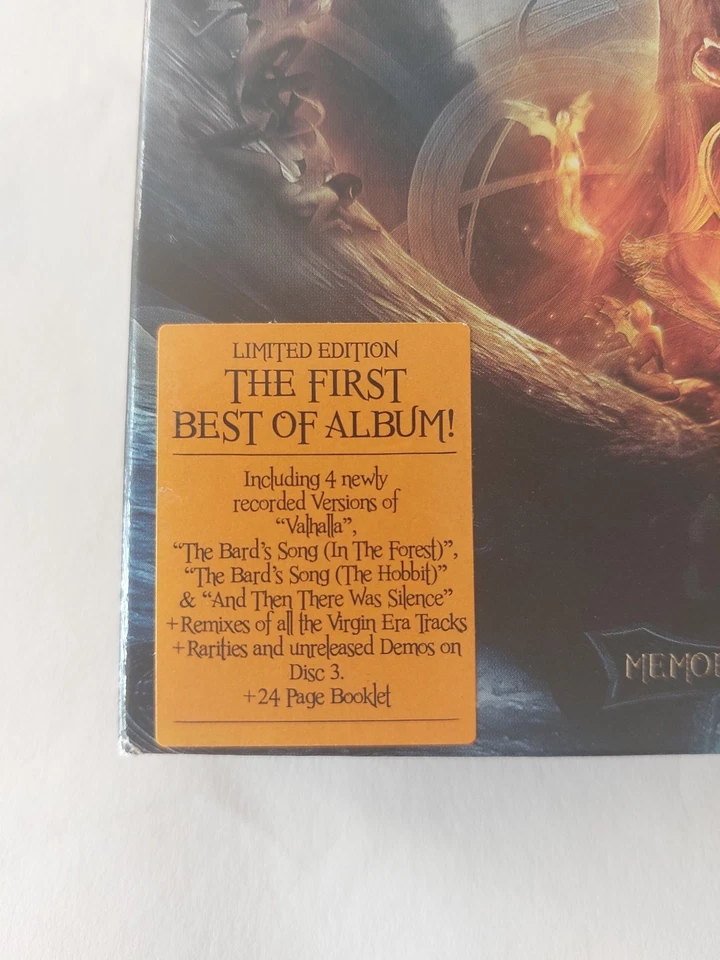 LIMITED EDITION
THE FIRST
BEST OF ALBUM!
Including 4 newly
recorded Versions of
"Valhalla",
"The Bard's Song (In The Forest)",
"The Bard's Song (The Hobbit)"
& "And Then There Was Silence"
+Remixes of all the Virgin Era Tracks
+Rarities and unreleased Demos on
Disc 3.
+24 Page Booklet